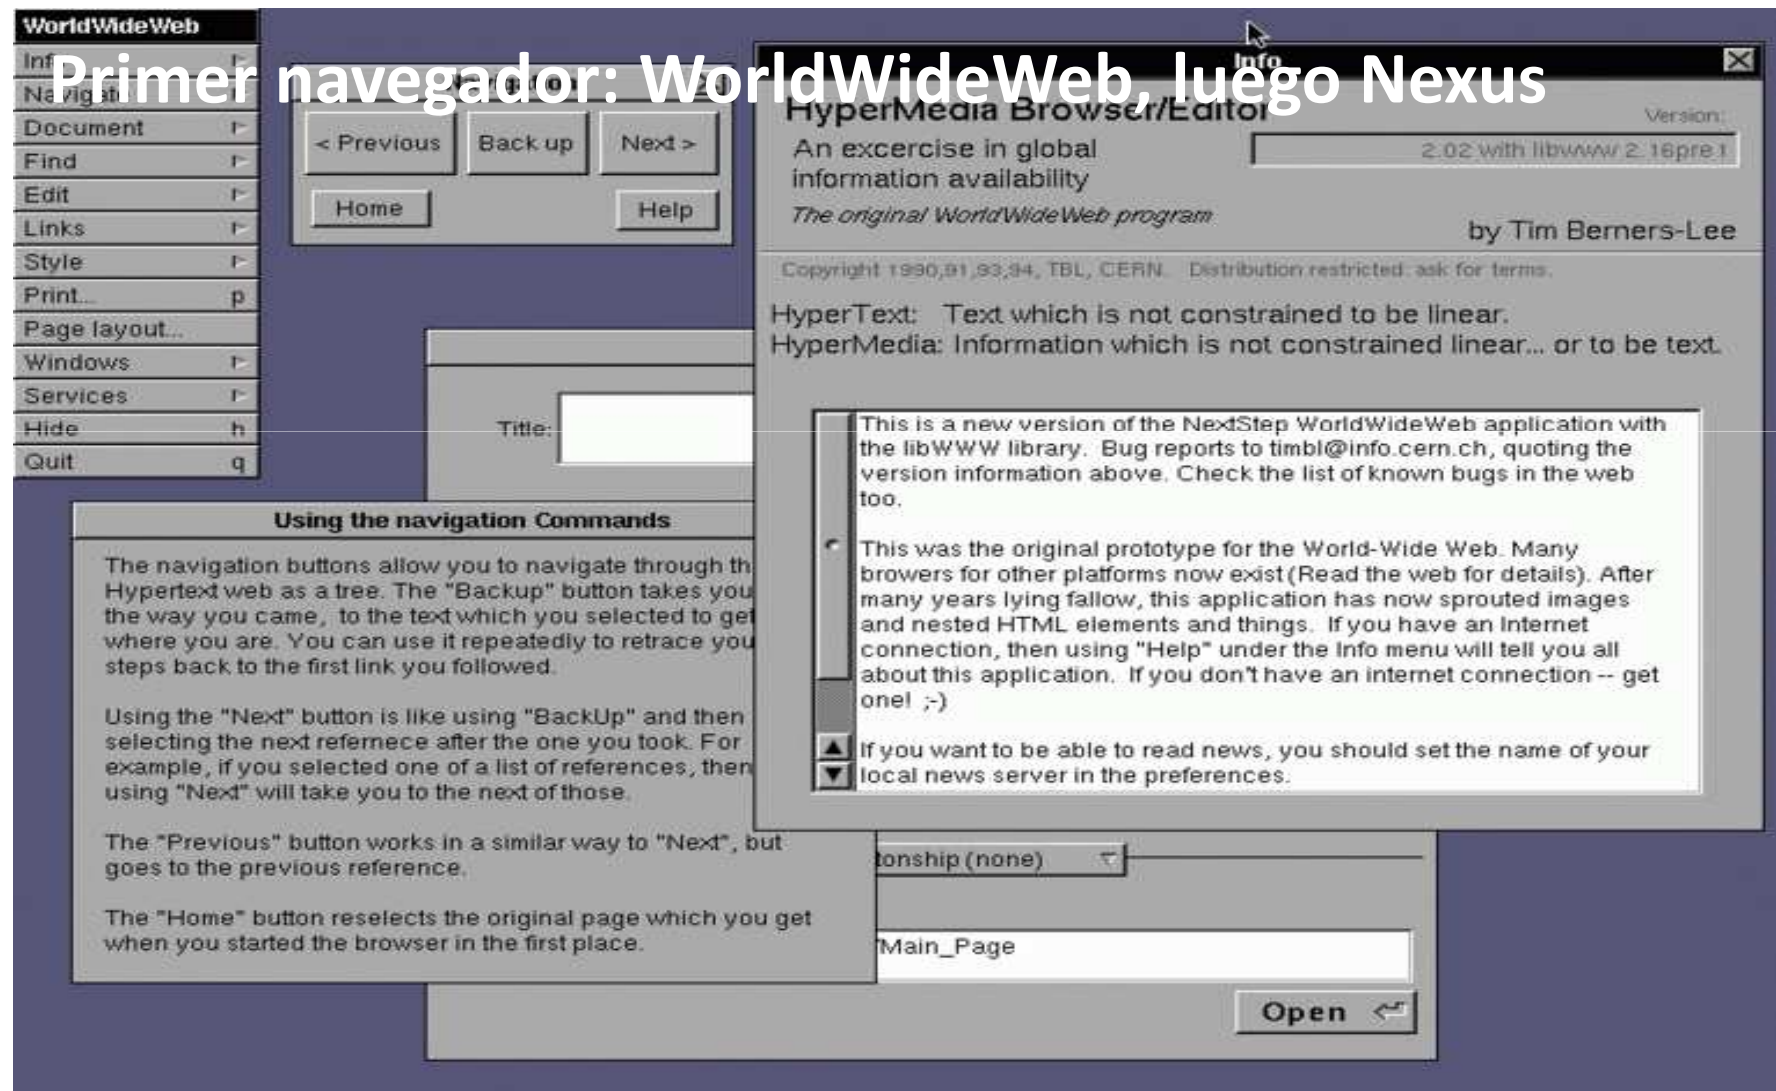 Primer navegador: WorldWideWeb, luego Nexus
WorldWideWeb
Info
Navigate
Document
Find
Edit
Links
Style
Print... p
Page layout...
Windows
Services
Hide h
Quit q
Navigation
< Previous
Back up
Next >
Home
Help
Title:
Using the navigation Commands
The navigation buttons allow you to navigate through th
Hypertext web as a tree. The "Backup" button takes you
the way you came, to the text which you selected to get
where you are. You can use it repeatedly to retrace you
steps back to the first link you followed.
Using the "Next" button is like using "BackUp" and then
selecting the next refernece after the one you took. For
example, if you selected one of a list of references, then
using "Next" will take you to the next of those.
The "Previous" button works in a similar way to "Next", but
goes to the previous reference.
The "Home" button reselects the original page which you get
when you started the browser in the first place.
Info
HyperMedia Browser/Editor
Version:
An excercise in global
information availability
2.02 with libwww 2.16pre1
The original WorldWideWeb program
by Tim Berners-Lee
Copyright 1990,91,93,94, TBL, CERN. Distribution restricted: ask for terms.
HyperText: Text which is not constrained to be linear.
HyperMedia: Information which is not constrained linear... or to be text.
This is a new version of the NextStep WorldWideWeb application with
the libWWW library. Bug reports to timbl@info.cern.ch, quoting the
version information above. Check the list of known bugs in the web
too.
This was the original prototype for the World-Wide Web. Many
browers for other platforms now exist (Read the web for details). After
many years lying fallow, this application has now sprouted images
and nested HTML elements and things. If you have an Internet
connection, then using "Help" under the Info menu will tell you all
about this application. If you don't have an internet connection -- get
one! ;-)
If you want to be able to read news, you should set the name of your
local news server in the preferences.
tonship (none)
/Main_Page
Open